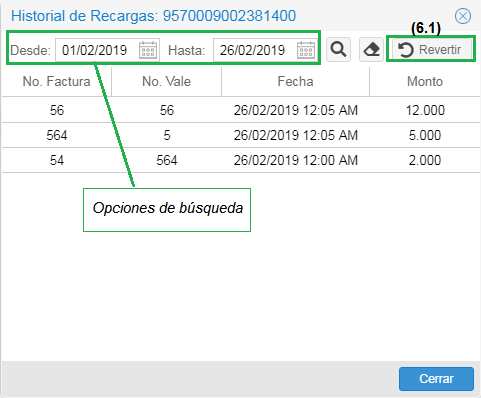 Historial de Recargas: 9570009002381400
(6.1)
Desde: 01/02/2019 Hasta: 26/02/2019 Revertir
No. Factura No. Vale Fecha Monto
56 56 26/02/2019 12:05 AM 12.000
564 5 26/02/2019 12:05 AM 5.000
54 564 26/02/2019 12:00 AM 2.000
Opciones de búsqueda
Cerrar